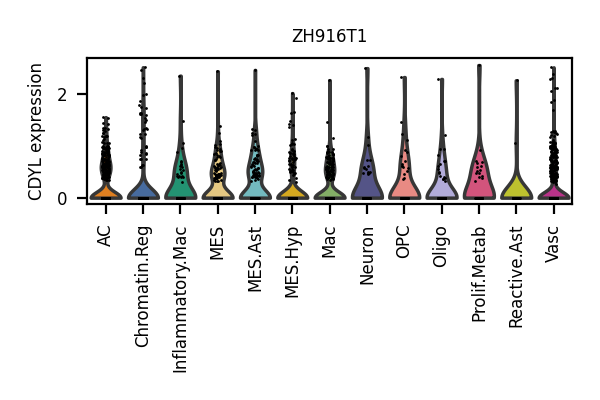 ZH916T1
CDYL expression
2
0
AC
Chromatin.Reg
Inflammatory.Mac
MES
MES.Ast
MES.Hyp
Mac
Neuron
OPC
Oligo
Prolif.Metab
Reactive.Ast
Vasc